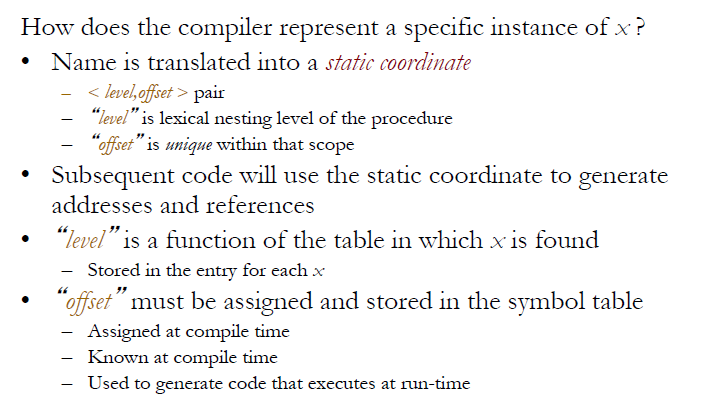 How does the compiler represent a specific instance of x ?
• Name is translated into a static coordinate
– < level,offset > pair
– “level” is lexical nesting level of the procedure
– “offset” is unique within that scope
• Subsequent code will use the static coordinate to generate
addresses and references
• “level” is a function of the table in which x is found
– Stored in the entry for each x
• “offset” must be assigned and stored in the symbol table
– Assigned at compile time
– Known at compile time
– Used to generate code that executes at run-time